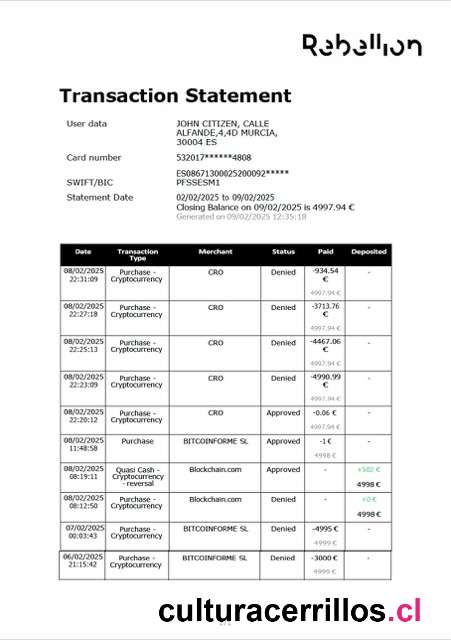 Rebellion
Transaction Statement
User data
JOHN CITIZEN, CALLE
ALFANDE,4,4D MURCIA,
30004 ES
Card number
532017******4808
ES08671300025200092*****
SWIFT/BIC
PFSSESM1
Statement Date
02/02/2025 to 09/02/2025
Closing Balance on 09/02/2025 is 4997.94 €
Generated on 09/02/2025 12:35:18
Date Transaction Type Merchant Status Paid Deposited
08/02/2025 22:31:09 Purchase - Cryptocurrency CRO Denied -934.54 € 4997.94 € -
08/02/2025 22:27:18 Purchase - Cryptocurrency CRO Denied -3713.76 € 4997.94 € -
08/02/2025 22:25:13 Purchase - Cryptocurrency CRO Denied -4467.06 € 4997.94 € -
08/02/2025 22:23:09 Purchase - Cryptocurrency CRO Denied -4990.99 € 4997.94 € -
08/02/2025 22:20:12 Purchase - Cryptocurrency CRO Approved -0.06 € 4997.94 € -
08/02/2025 11:48:58 Purchase BITCOINFORME SL Approved -1 € 4998 € -
08/02/2025 08:19:11 Quasi Cash - Cryptocurrency - reversal Blockchain.com Approved - 4998 €
08/02/2025 08:12:50 Purchase - Cryptocurrency Blockchain.com Denied - +0 € 4998 €
07/02/2025 00:03:43 Purchase - Cryptocurrency BITCOINFORME SL Denied -4995 € 4999 € -
06/02/2025 21:15:42 Purchase - Cryptocurrency BITCOINFORME SL Denied -3000 € 4999 € -
culturacerrillos.cl